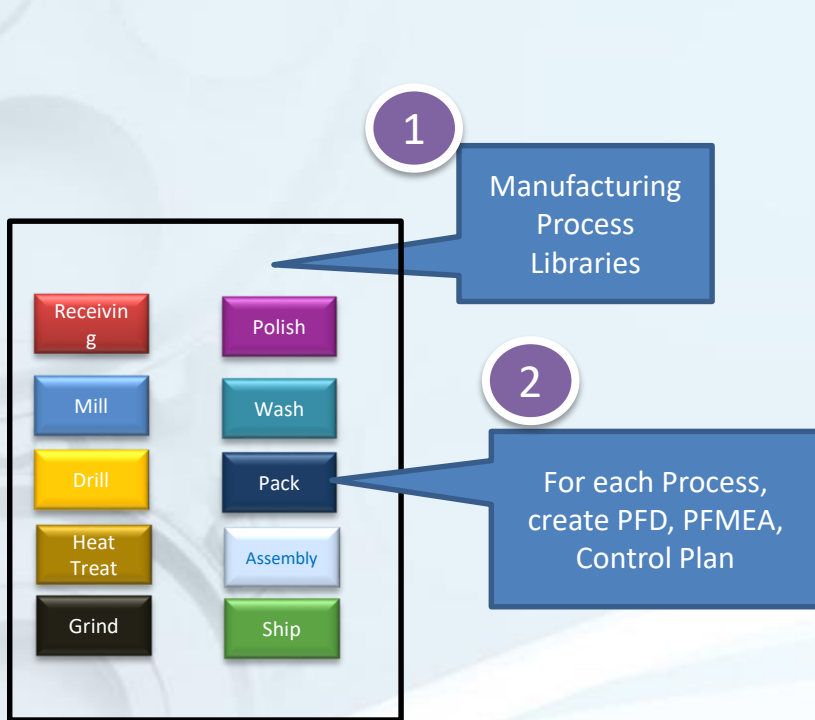 1
Manufacturing
Process
Libraries
Receivin
g
Polish
Mill
Wash
2
Drill
Pack
For each Process,
create PFD, PFMEA,
Control Plan
Heat
Treat
Assembly
Grind
Ship